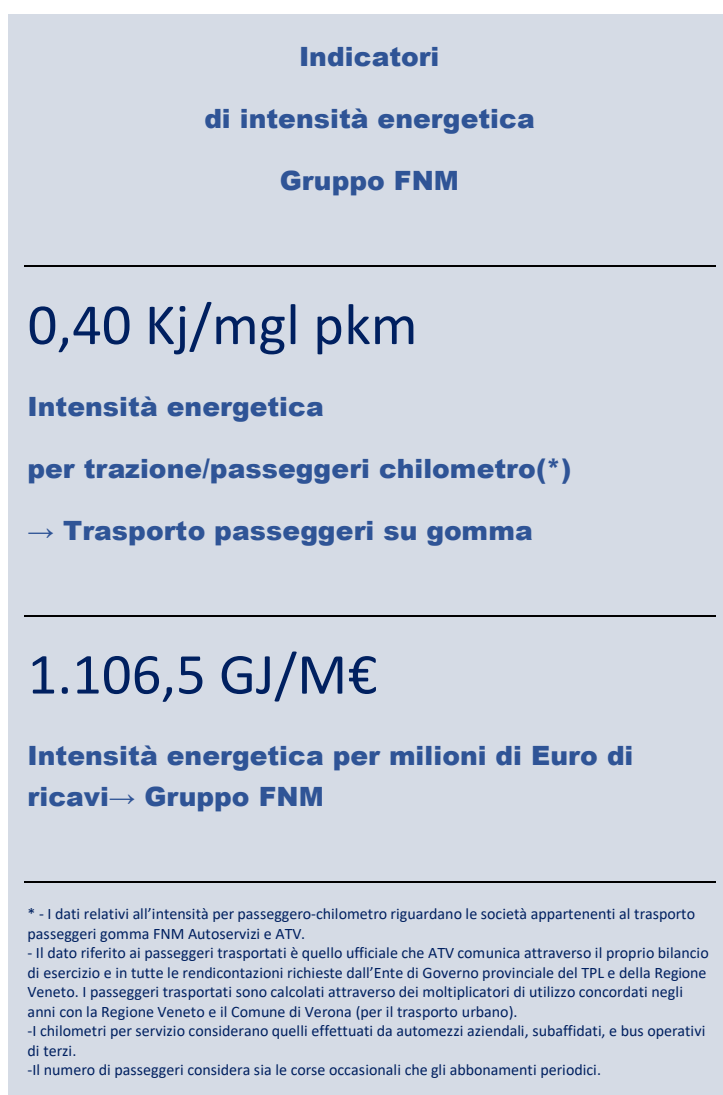 Indicatori
di intensità energetica
Gruppo FNM
0,40 Kj/mgl pkm
Intensità energetica
per trazione/passeggeri chilometro(*)
→ Trasporto passeggeri su gomma
1.106,5 GJ/M€
Intensità energetica per milioni di Euro di
ricavi→ Gruppo FNM
* - I dati relativi all’intensità per passeggero-chilometro riguardano le società appartenenti al trasporto
passeggeri gomma FNM Autoservizi e ATV.
- Il dato riferito ai passeggeri trasportati è quello ufficiale che ATV comunica attraverso il proprio bilancio
di esercizio e in tutte le rendicontazioni richieste dall’Ente di Governo provinciale del TPL e della Regione
Veneto. I passeggeri trasportati sono calcolati attraverso dei moltiplicatori di utilizzo concordati negli
anni con la Regione Veneto e il Comune di Verona (per il trasporto urbano).
-I chilometri per servizio considerano quelli effettuati da automezzi aziendali, subaffidati, e bus operativi
di terzi.
-Il numero di passeggeri considera sia le corse occasionali che gli abbonamenti periodici.